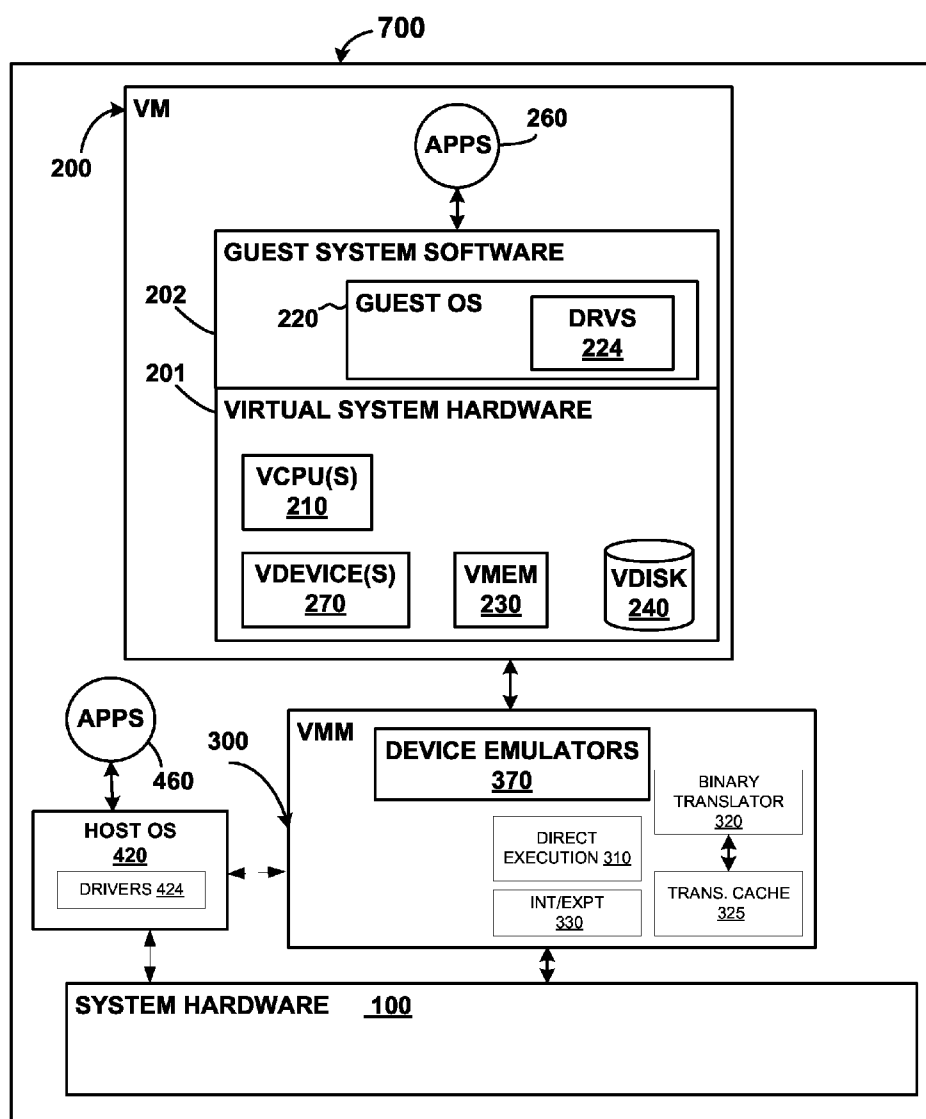 700
VM
200
APPS
260
GUEST SYSTEM SOFTWARE
202
220
GUEST OS
DRVS
224
201
VIRTUAL SYSTEM HARDWARE
VCPU(S)
210
VDEVICE(S)
270
VMEM
230
VDISK
240
APPS
460
300
VMM
DEVICE EMULATORS
370
BINARY
TRANSLATOR
320
DIRECT
EXECUTION 310
INT/EXPT
330
TRANS. CACHE
325
HOST OS
420
DRIVERS 424
SYSTEM HARDWARE 100